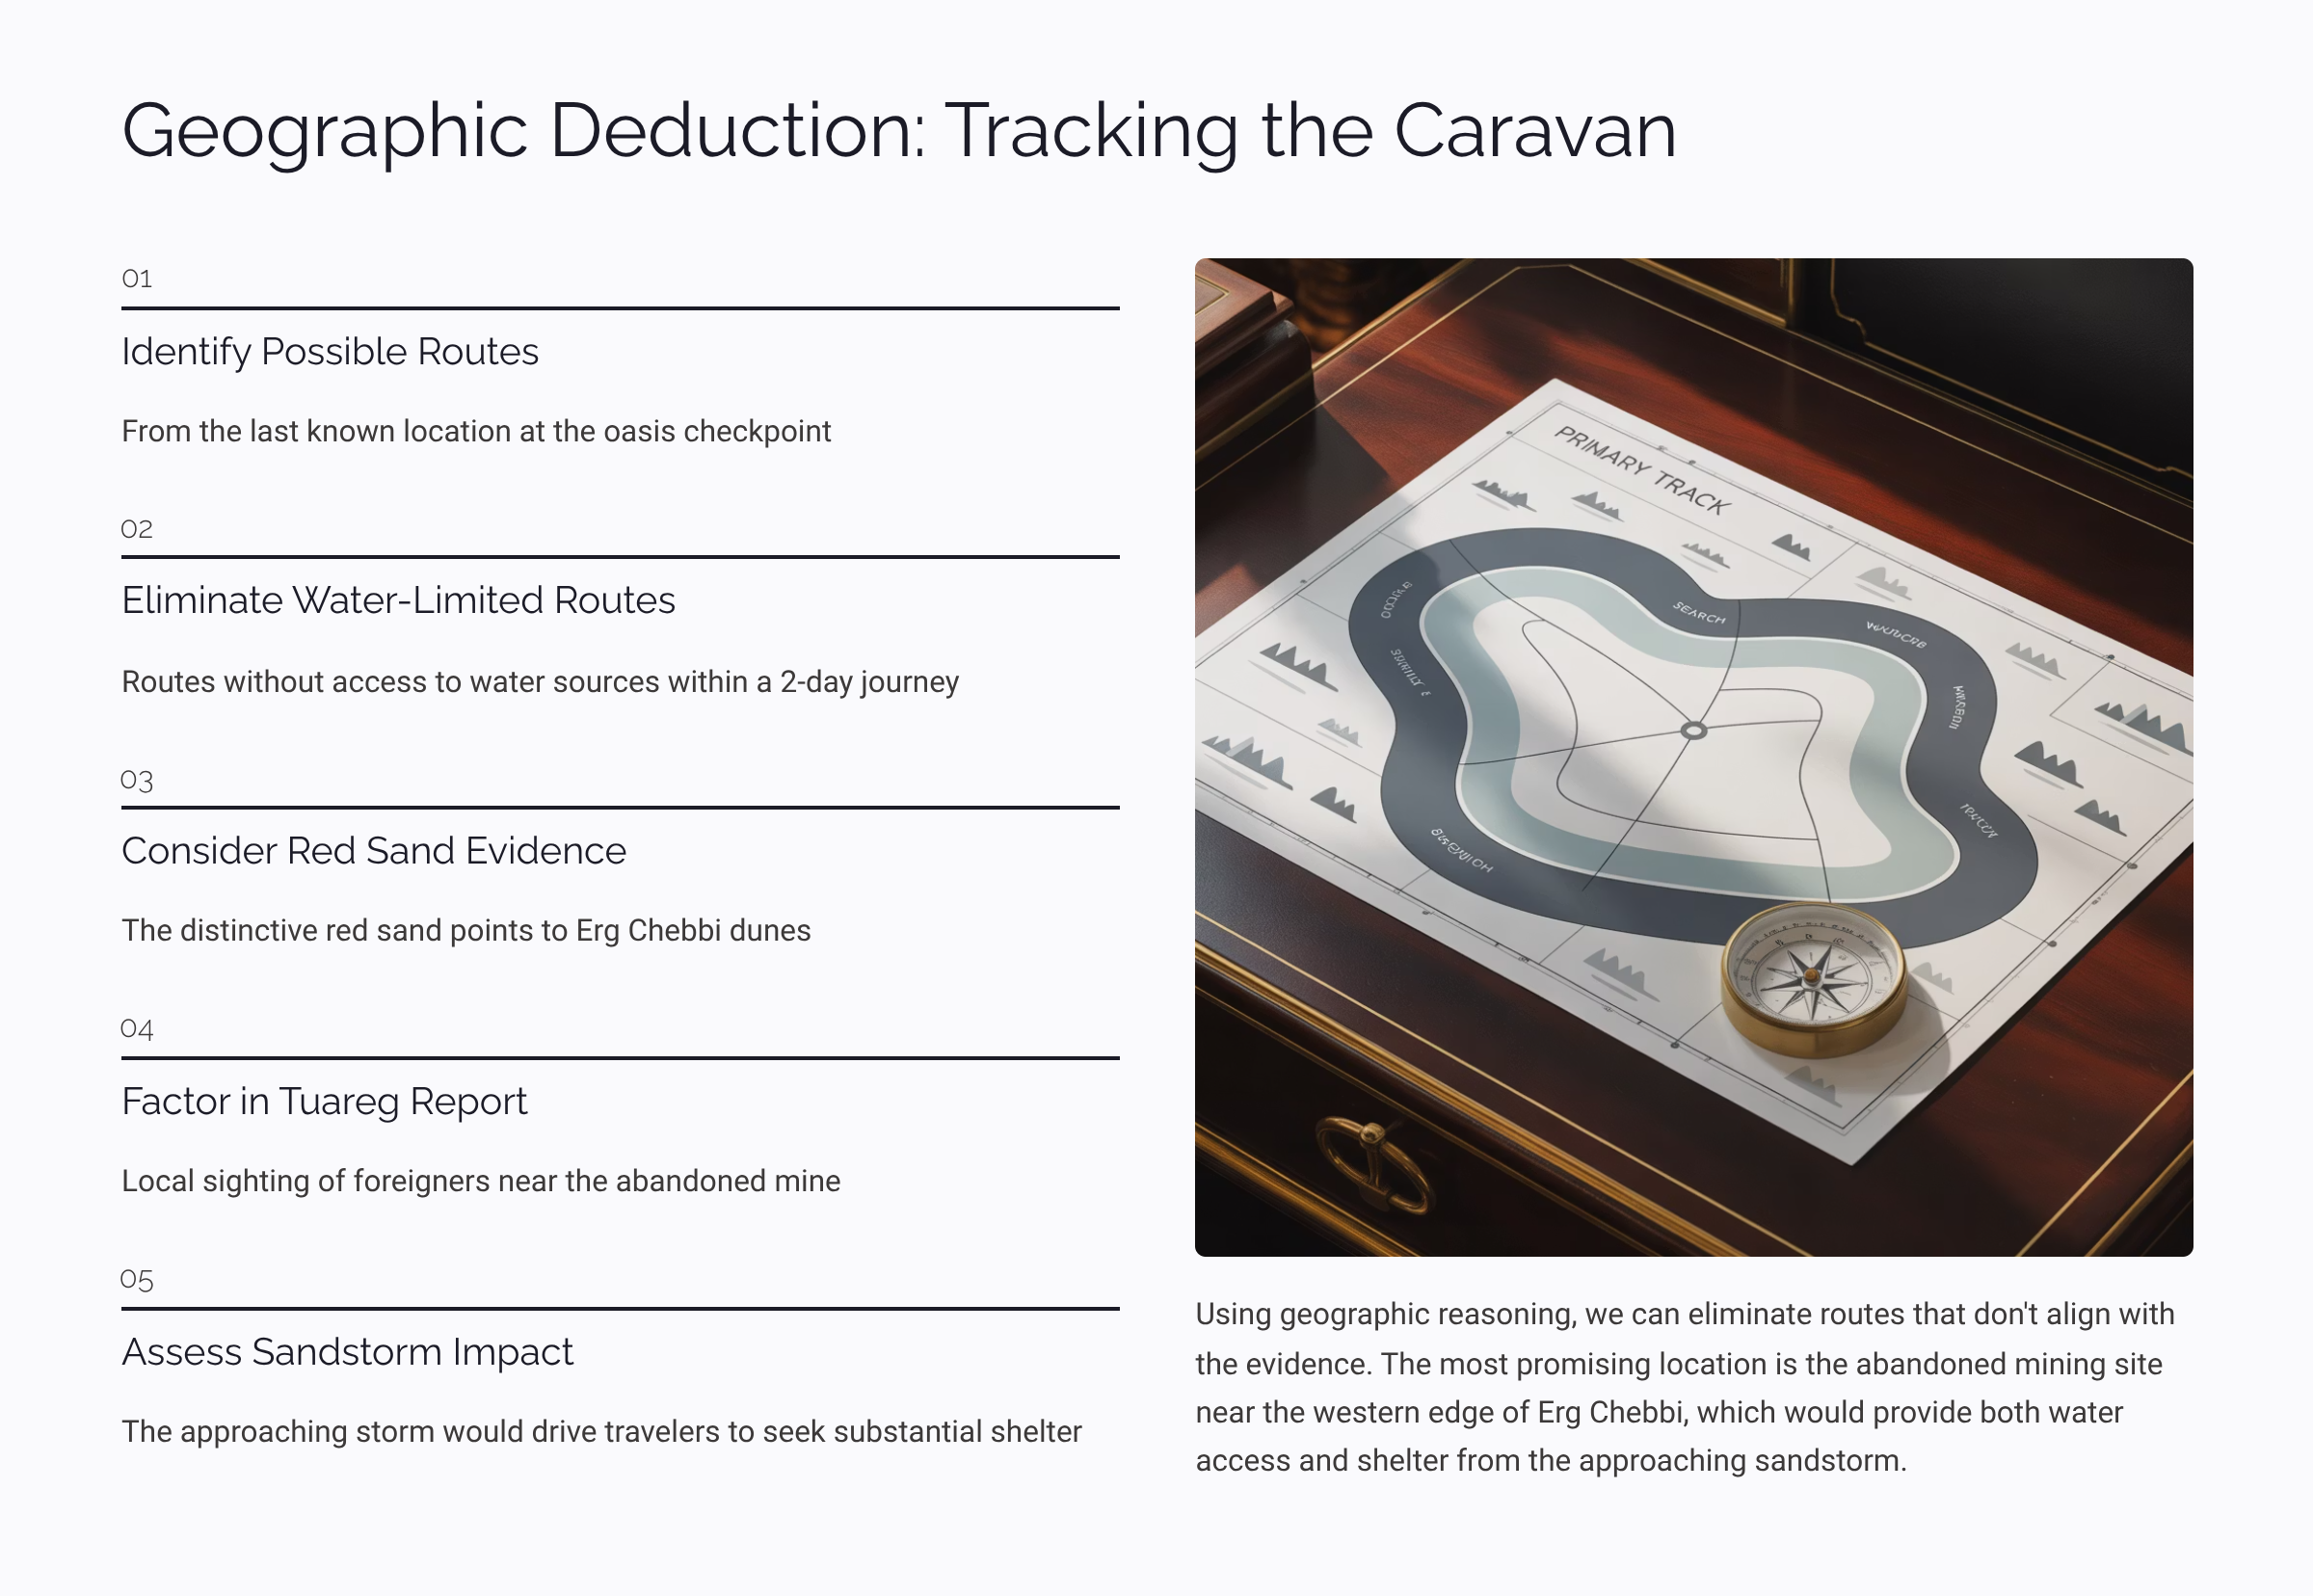 Geographic Deduction: Tracking the Caravan
01
Identify Possible Routes
From the last known location at the oasis checkpoint
02
Eliminate Water-Limited Routes
Routes without access to water sources within a 2-day journey
03
Consider Red Sand Evidence
The distinctive red sand points to Erg Chebbi dunes
04
Factor in Tuareg Report
Local sighting of foreigners near the abandoned mine
05
Assess Sandstorm Impact
The approaching storm would drive travelers to seek substantial shelter
PRIMARY TRACK
SEARCH
Using geographic reasoning, we can eliminate routes that don't align with
the evidence. The most promising location is the abandoned mining site
near the western edge of Erg Chebbi, which would provide both water
access and shelter from the approaching sandstorm.